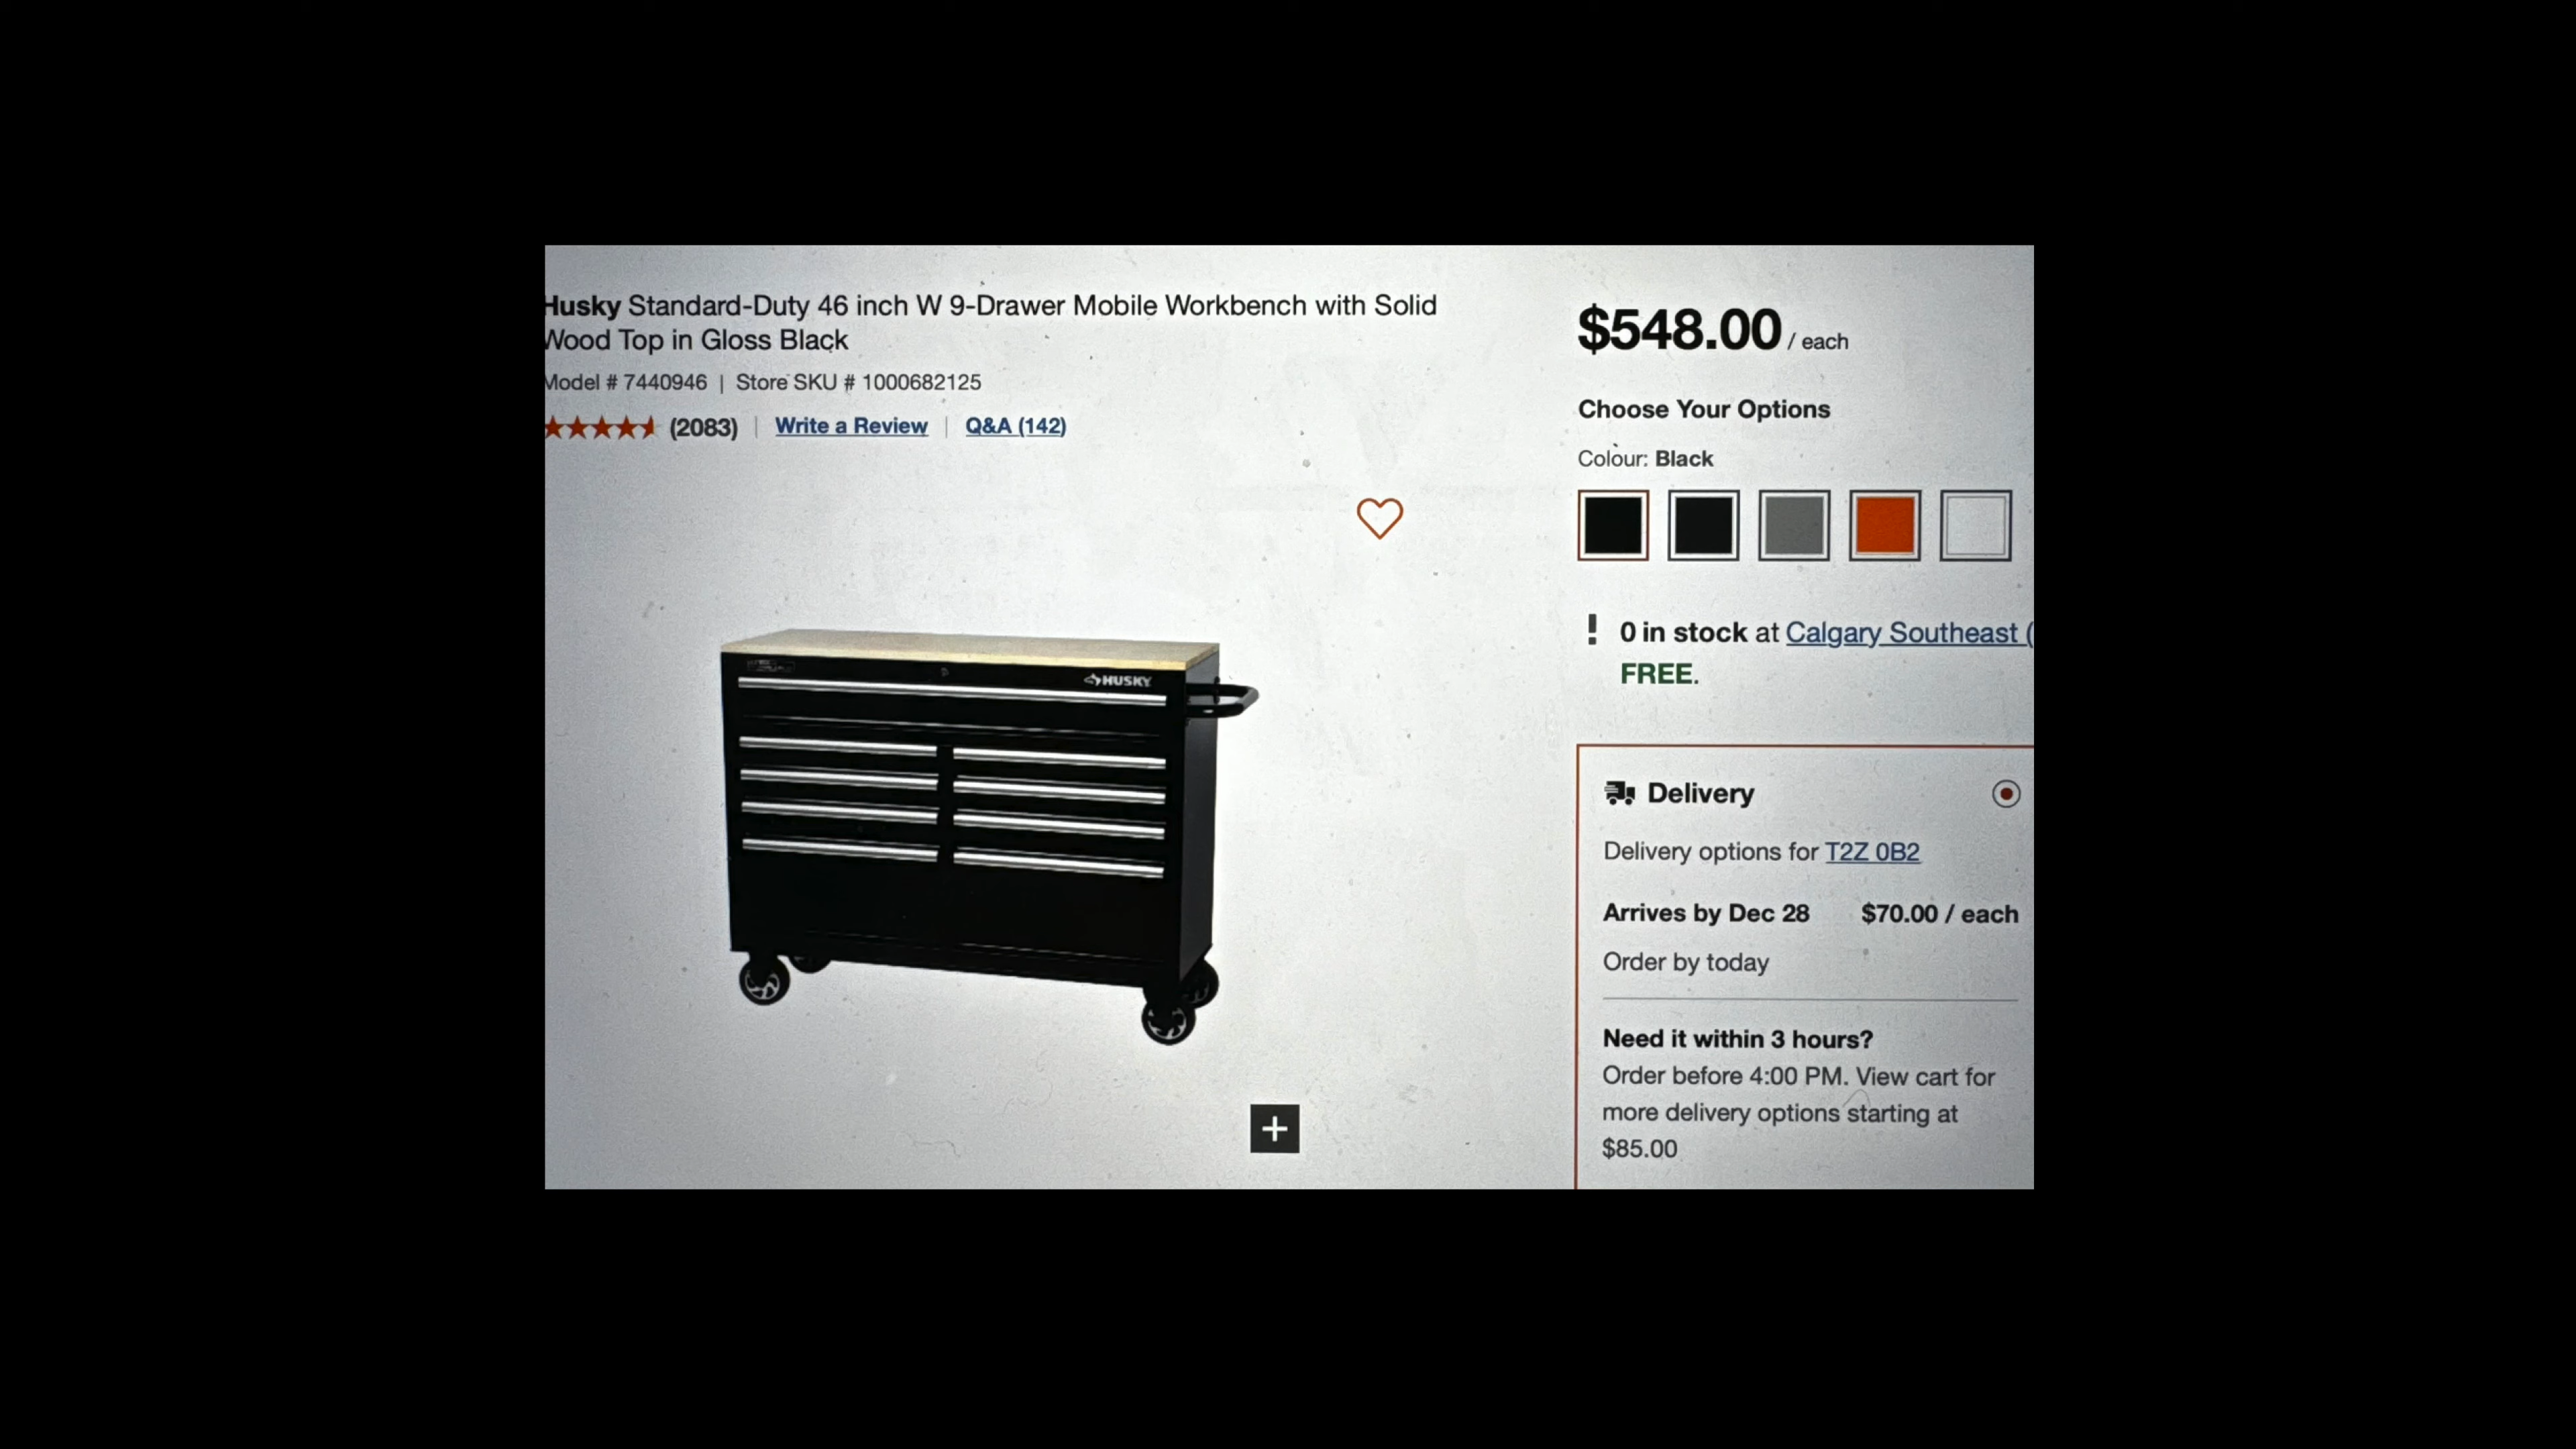 Husky Standard-Duty 46 inch W 9-Drawer Mobile Workbench with Solid
Wood Top in Gloss Black
Model # 7440946 | Store SKU # 1000682125
(2083) | Write a Review | Q&A (142)
HUSKY
$548.00 / each
Choose Your Options
Colour: Black
! 0 in stock at Calgary Southeast (
FREE.
Delivery
Delivery options for T2Z 0B2
Arrives by Dec 28 $70.00 / each
Order by today
Need it within 3 hours?
Order before 4:00 PM. View cart for
more delivery options starting at
$85.00